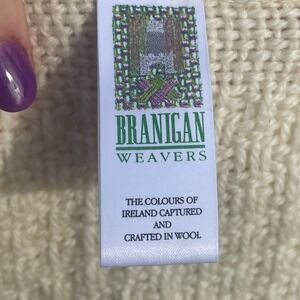 BRANIGAN
WEAVERS
THE COLOURS OF
IRELAND CAPTURED
AND
CRAFTED IN WOOL